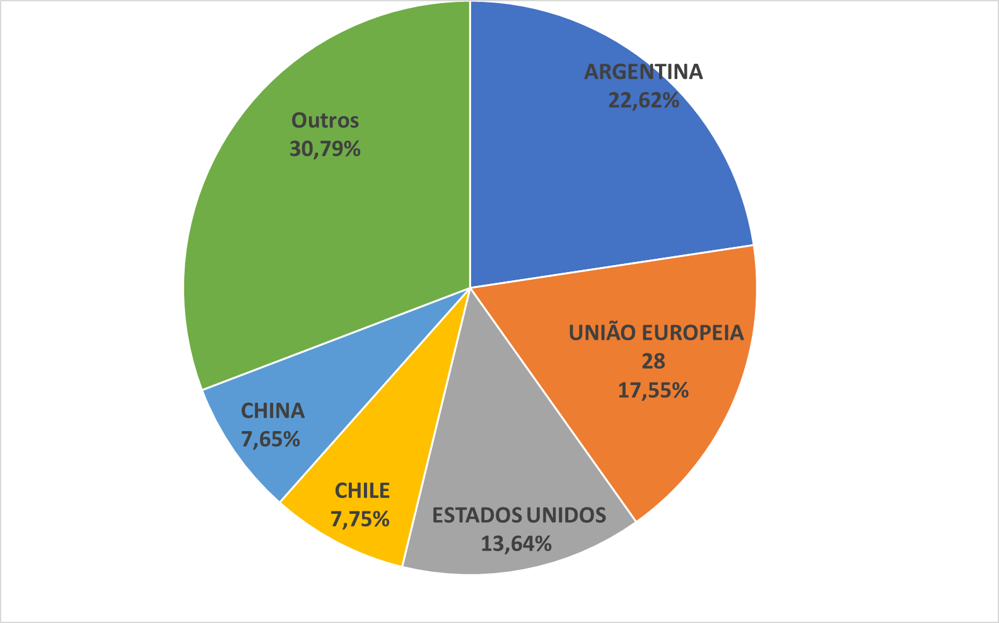 ARGENTINA
22,62%
Outros
30,79%
UNIÃO EUROPEIA
28
17,55%
CHINA
7,65%
CHILE
7,75%
ESTADOS UNIDOS
13,64%